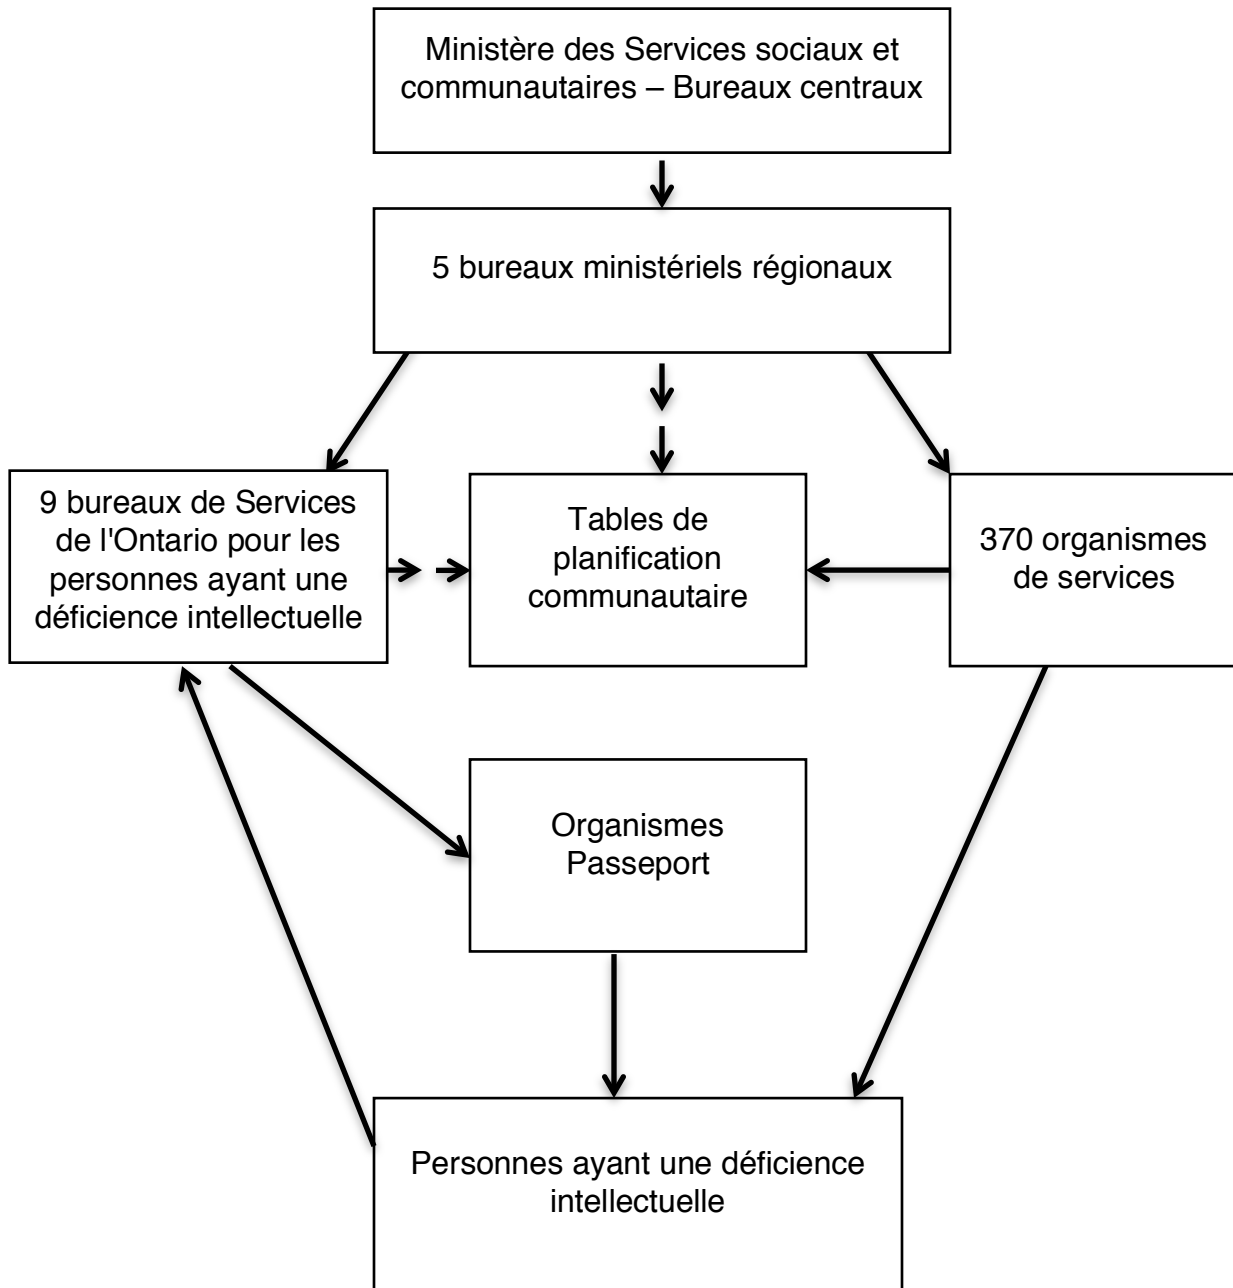 Ministère des Services sociaux et
communautaires – Bureaux centraux
5 bureaux ministériels régionaux
9 bureaux de Services
de l'Ontario pour les
personnes ayant une
déficience intellectuelle
Tables de
planification
communautaire
370 organismes
de services
Organismes
Passeport
Personnes ayant une déficience
intellectuelle